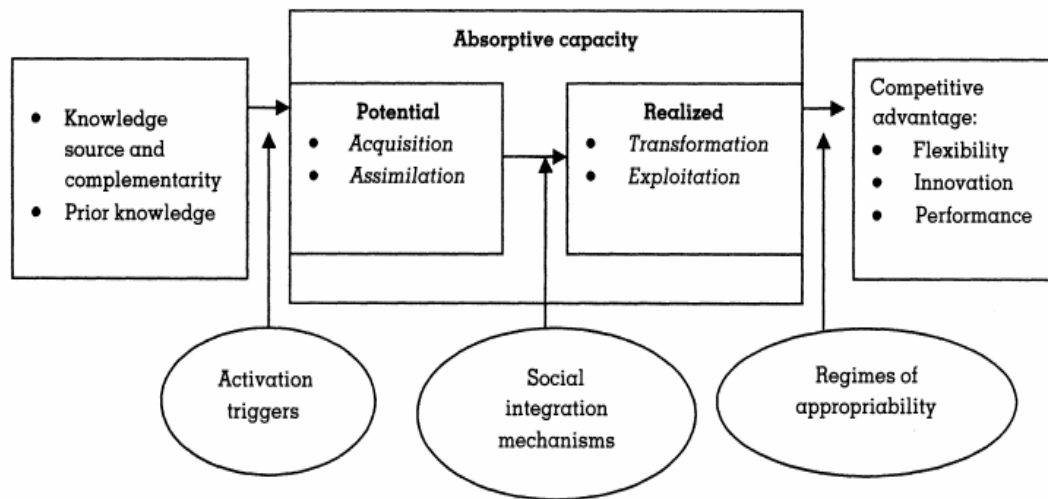 Absorptive capacity
• Knowledge
source and
complementarity
• Prior knowledge
Potential
• Acquisition
• Assimilation
Realized
• Transformation
• Exploitation
Competitive
advantage:
• Flexibility
• Innovation
• Performance
Activation
triggers
Social
integration
mechanisms
Regimes of
appropriability